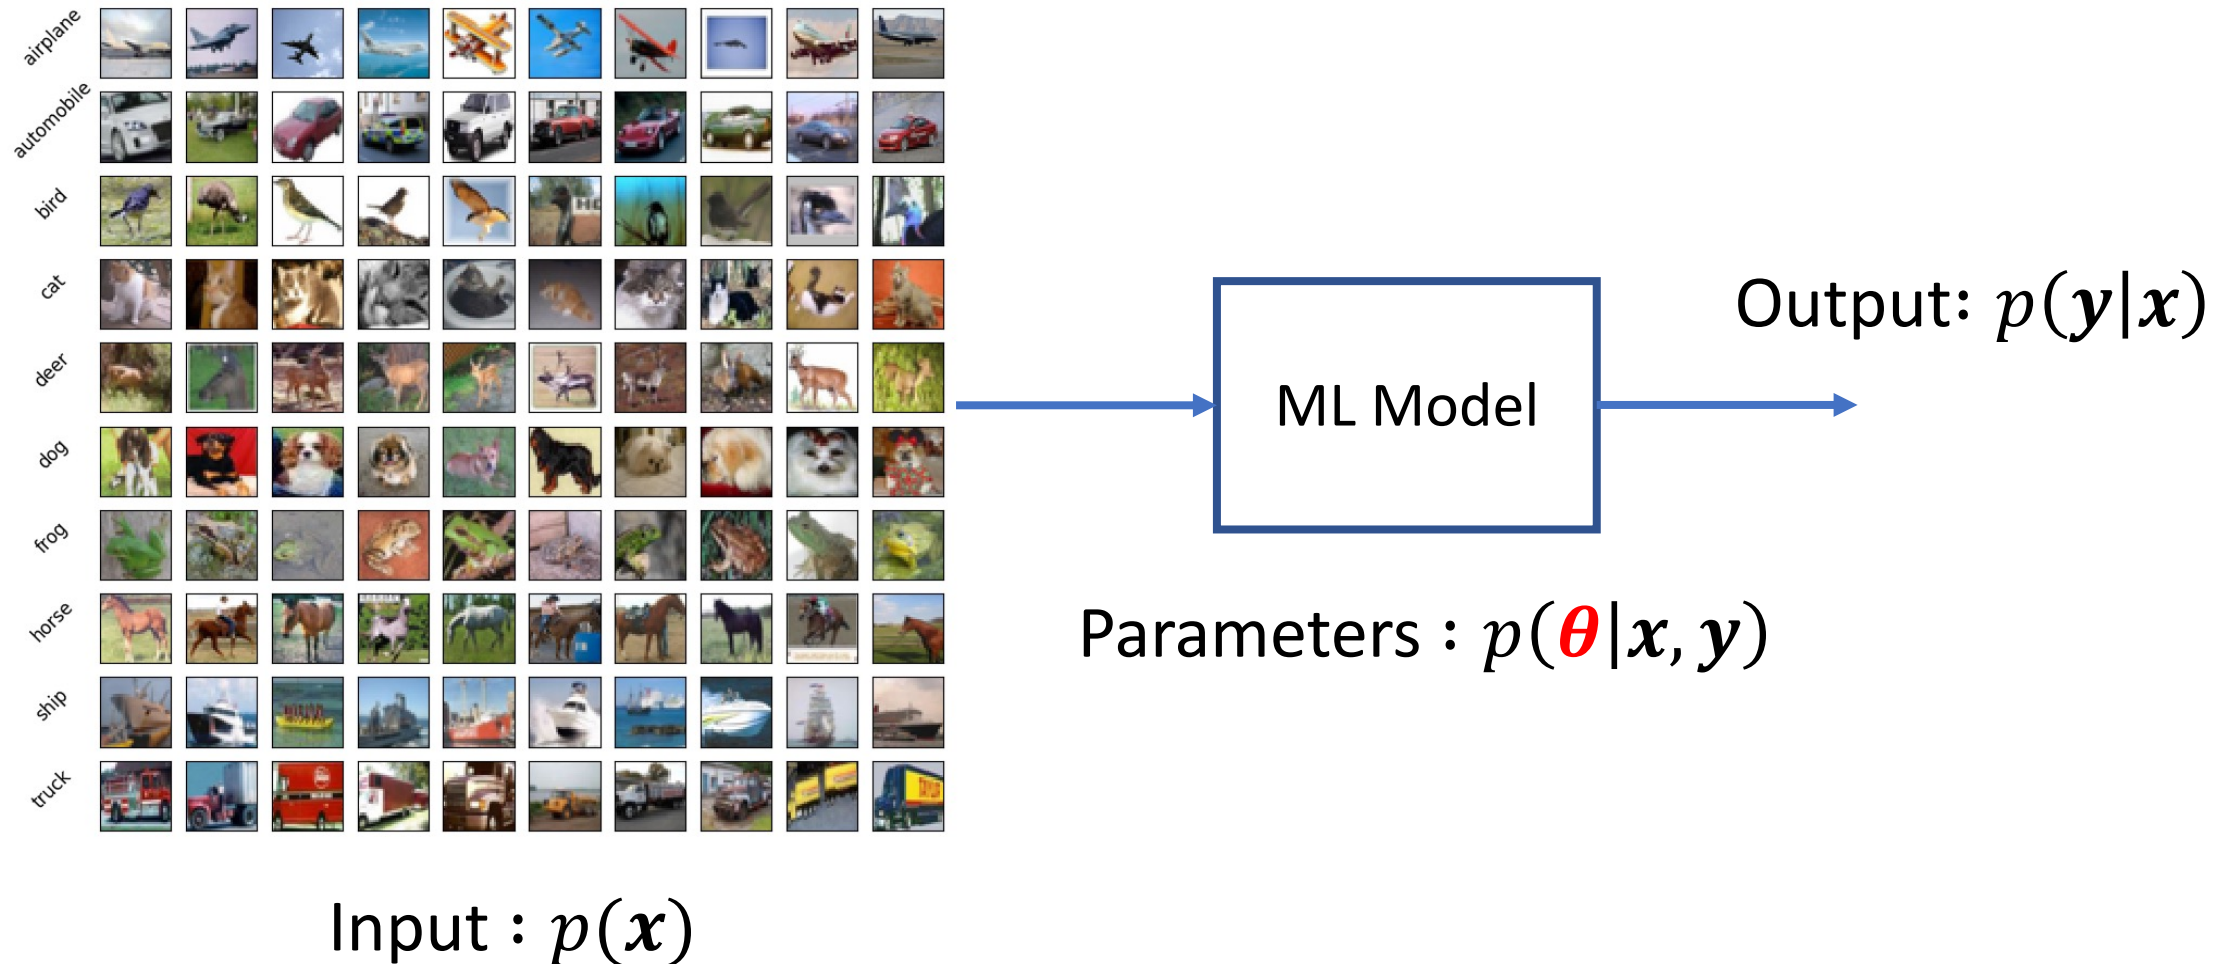 airplane
automobile
bird
cat
deer
dog
frog
horse
ship
truck
Input : p(x)
ML Model
Parameters : p(θ|x, y)
Output: p(y|x)